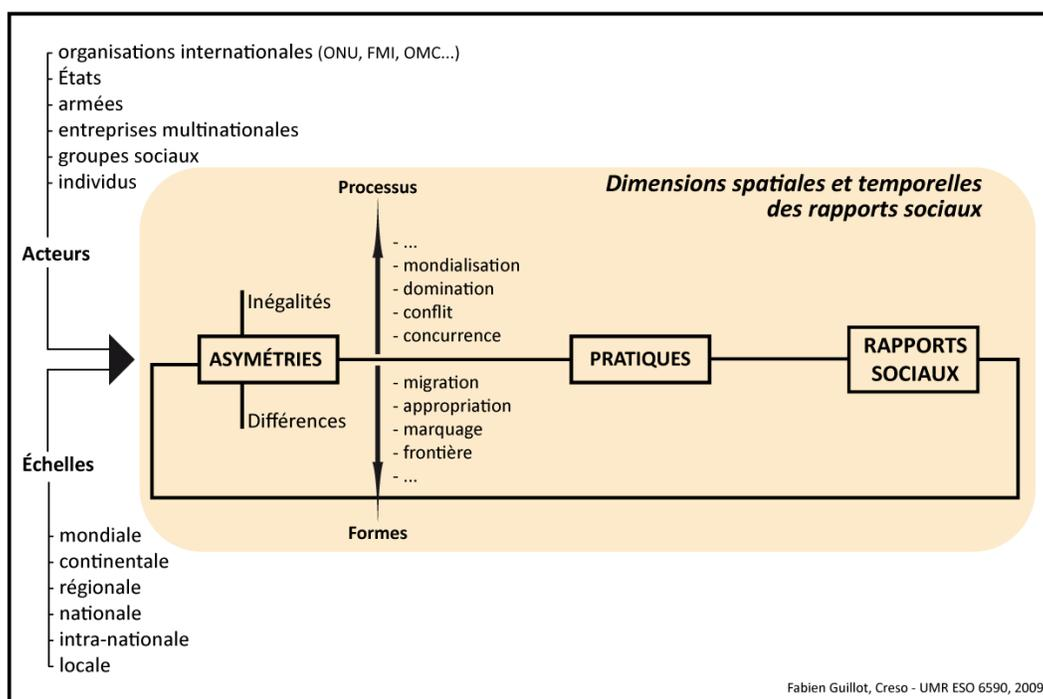 - organisations internationales (ONU, FMI, OMC...)
- États
- armées
- entreprises multinationales
- groupes sociaux
- individus
Acteurs
Échelles
- mondiale
- continentale
- régionale
- nationale
- intra-nationale
- locale
Dimensions spatiales et temporelles
des rapports sociaux
Processus
- ...
- mondialisation
- domination
- conflit
- concurrence
Inégalités
ASYMÉTRIES
Différences
- migration
- appropriation
- marquage
- frontière
- ...
Formes
PRATIQUES
RAPPORTS
SOCIAUX
Fabien Guillot, Creso - UMR ESO 6590, 2009